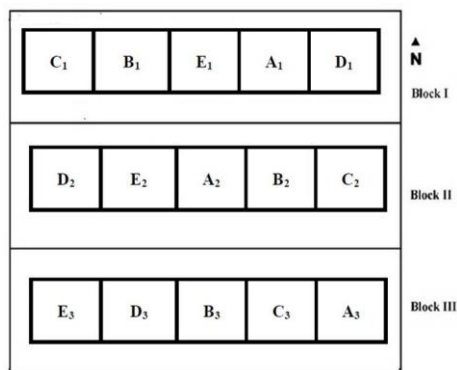 C₁ B₁ E₁ A₁ D₁
▲
N
Block I
D₂ E₂ A₂ B₂ C₂
Block II
E₃ D₃ B₃ C₃ A₃
Block III